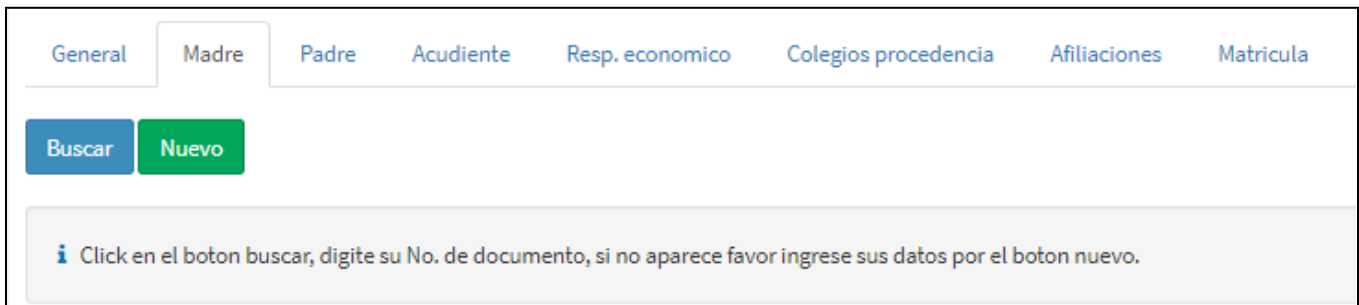 General Madre Padre Acudiente Resp. economico Colegios procedencia Afiliaciones Matricula
Buscar Nuevo
i Click en el boton buscar, digite su No. de documento, si no aparece favor ingrese sus datos por el boton nuevo.